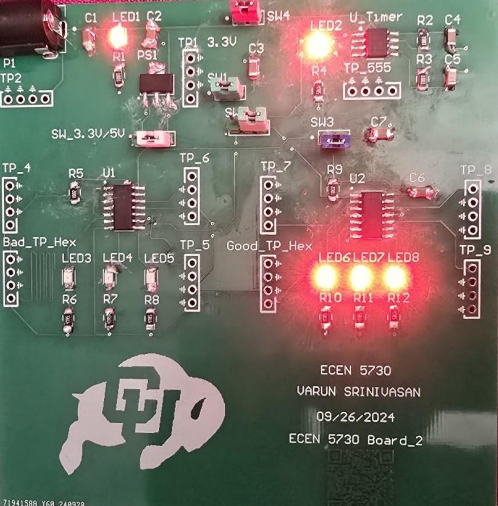 C1 LED1 C2 SW4 LED2 U_Timer R2 C4
P1 R1 PS1 TP1 3.3V C3 R4 TP_555 R3 C5
TP2 SW1
SW_3.3V/5V SW3 C7
TP_4 R5 U1 TP_6 TP_7 R9 U2 C6 TP_8
Bad_TP_Hex TP_5 Good_TP_Hex TP_9
LED3 LED4 LED5 LED6 LED7 LED8
R6 R7 R8 R10 R11 R12
CU
ECEN 5730
VARUN SRINIVASAN
09/26/2024
ECEN 5730 Board_2